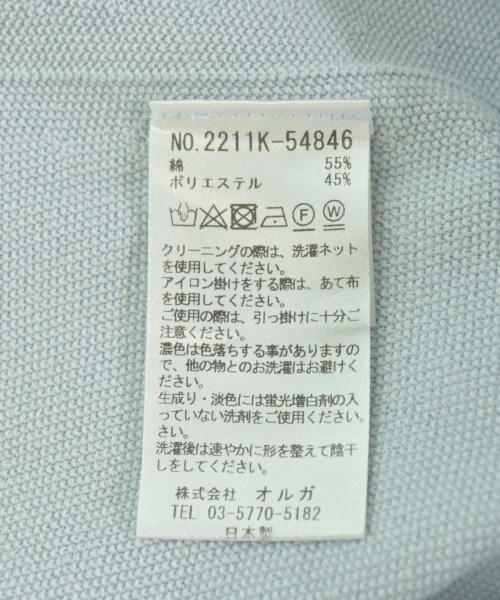 NO.2211K-54846
綿 55%
ポリエステル 45%
F W
クリーニングの際は、洗濯ネット
を使用してください。
アイロン掛けをする際は、あて布
を使用してください。
ご使用の際は、引っ掛けに十分ご
注意ください。
濃色は色落ちする事がありますの
で、他の物とのお洗濯はお避けく
ださい。
生成り・淡色には蛍光増白剤の入
っていない洗剤をご使用ください。
さい。
洗濯後は速やかに形を整えて陰干
しをしてください。
株式会社 オルガ
TEL 03-5770-5182
日本製